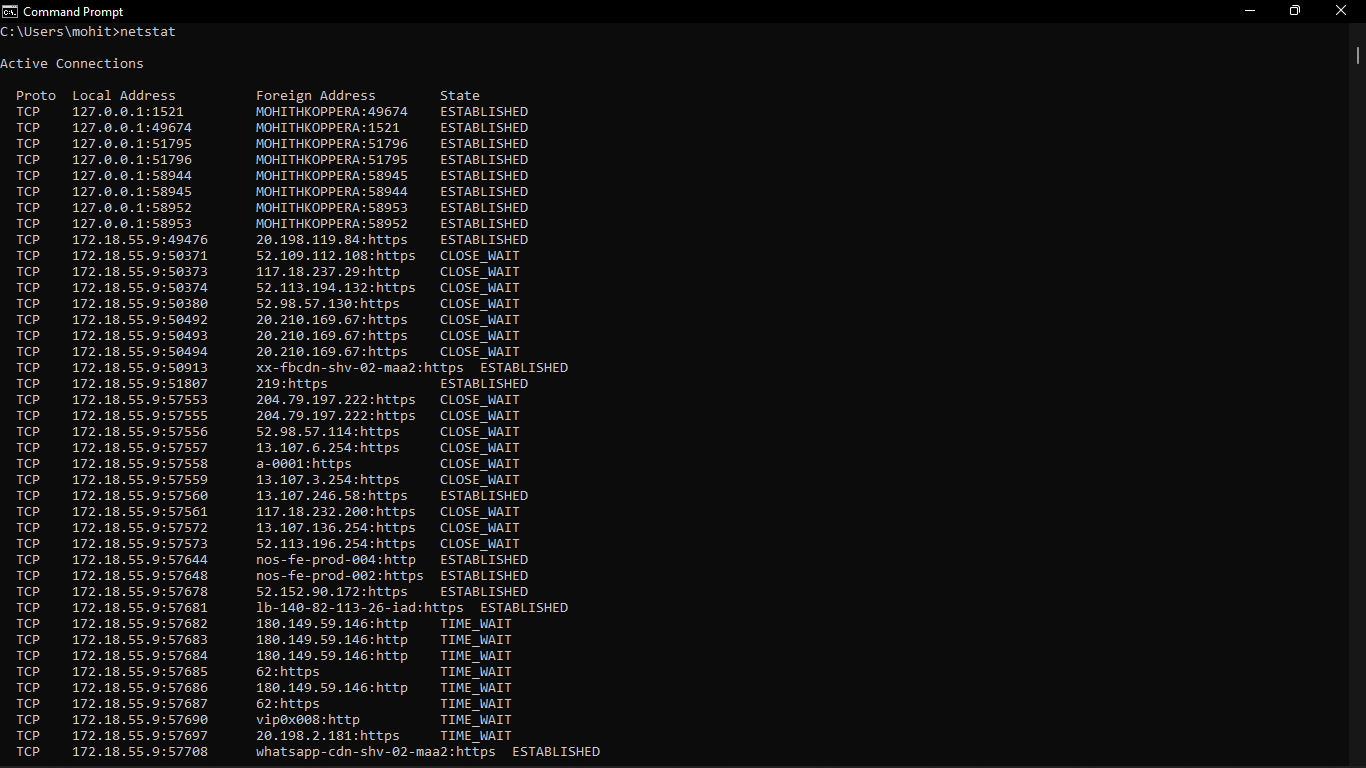 Command Prompt
C:\Users\mohit>netstat
Active Connections
Proto  Local Address          Foreign Address        State
TCP    127.0.0.1:1521         MOHITHKOPPERA:49674    ESTABLISHED
TCP    127.0.0.1:49674        MOHITHKOPPERA:1521     ESTABLISHED
TCP    127.0.0.1:51795        MOHITHKOPPERA:51796    ESTABLISHED
TCP    127.0.0.1:51796        MOHITHKOPPERA:51795    ESTABLISHED
TCP    127.0.0.1:58944        MOHITHKOPPERA:58945    ESTABLISHED
TCP    127.0.0.1:58945        MOHITHKOPPERA:58944    ESTABLISHED
TCP    127.0.0.1:58952        MOHITHKOPPERA:58953    ESTABLISHED
TCP    127.0.0.1:58953        MOHITHKOPPERA:58952    ESTABLISHED
TCP    172.18.55.9:49476      20.198.119.84:https    ESTABLISHED
TCP    172.18.55.9:50371      52.109.112.108:https   CLOSE_WAIT
TCP    172.18.55.9:50373      117.18.237.29:http     CLOSE_WAIT
TCP    172.18.55.9:50374      52.113.194.132:https   CLOSE_WAIT
TCP    172.18.55.9:50380      52.98.57.130:https     CLOSE_WAIT
TCP    172.18.55.9:50492      20.210.169.67:https    CLOSE_WAIT
TCP    172.18.55.9:50493      20.210.169.67:https    CLOSE_WAIT
TCP    172.18.55.9:50494      20.210.169.67:https    CLOSE_WAIT
TCP    172.18.55.9:50913      xx-fbcdn-shv-02-maa2:https  ESTABLISHED
TCP    172.18.55.9:51807      219:https              ESTABLISHED
TCP    172.18.55.9:57553      204.79.197.222:https   CLOSE_WAIT
TCP    172.18.55.9:57555      204.79.197.222:https   CLOSE_WAIT
TCP    172.18.55.9:57556      52.98.57.114:https     CLOSE_WAIT
TCP    172.18.55.9:57557      13.107.6.254:https     CLOSE_WAIT
TCP    172.18.55.9:57558      a-0001:https           CLOSE_WAIT
TCP    172.18.55.9:57559      13.107.3.254:https     CLOSE_WAIT
TCP    172.18.55.9:57560      13.107.246.58:https    ESTABLISHED
TCP    172.18.55.9:57561      117.18.232.200:https   CLOSE_WAIT
TCP    172.18.55.9:57572      13.107.136.254:https   CLOSE_WAIT
TCP    172.18.55.9:57573      52.113.196.254:https   CLOSE_WAIT
TCP    172.18.55.9:57644      nos-fe-prod-004:http   ESTABLISHED
TCP    172.18.55.9:57648      nos-fe-prod-002:https  ESTABLISHED
TCP    172.18.55.9:57678      52.152.90.172:https    ESTABLISHED
TCP    172.18.55.9:57681      lb-140-82-113-26-iad:https  ESTABLISHED
TCP    172.18.55.9:57682      180.149.59.146:http    TIME_WAIT
TCP    172.18.55.9:57683      180.149.59.146:http    TIME_WAIT
TCP    172.18.55.9:57684      180.149.59.146:http    TIME_WAIT
TCP    172.18.55.9:57685      62:https               TIME_WAIT
TCP    172.18.55.9:57686      180.149.59.146:http    TIME_WAIT
TCP    172.18.55.9:57687      62:https               TIME_WAIT
TCP    172.18.55.9:57690      vip0x008:http          TIME_WAIT
TCP    172.18.55.9:57697      20.198.2.181:https     TIME_WAIT
TCP    172.18.55.9:57708      whatsapp-cdn-shv-02-maa2:https  ESTABLISHED